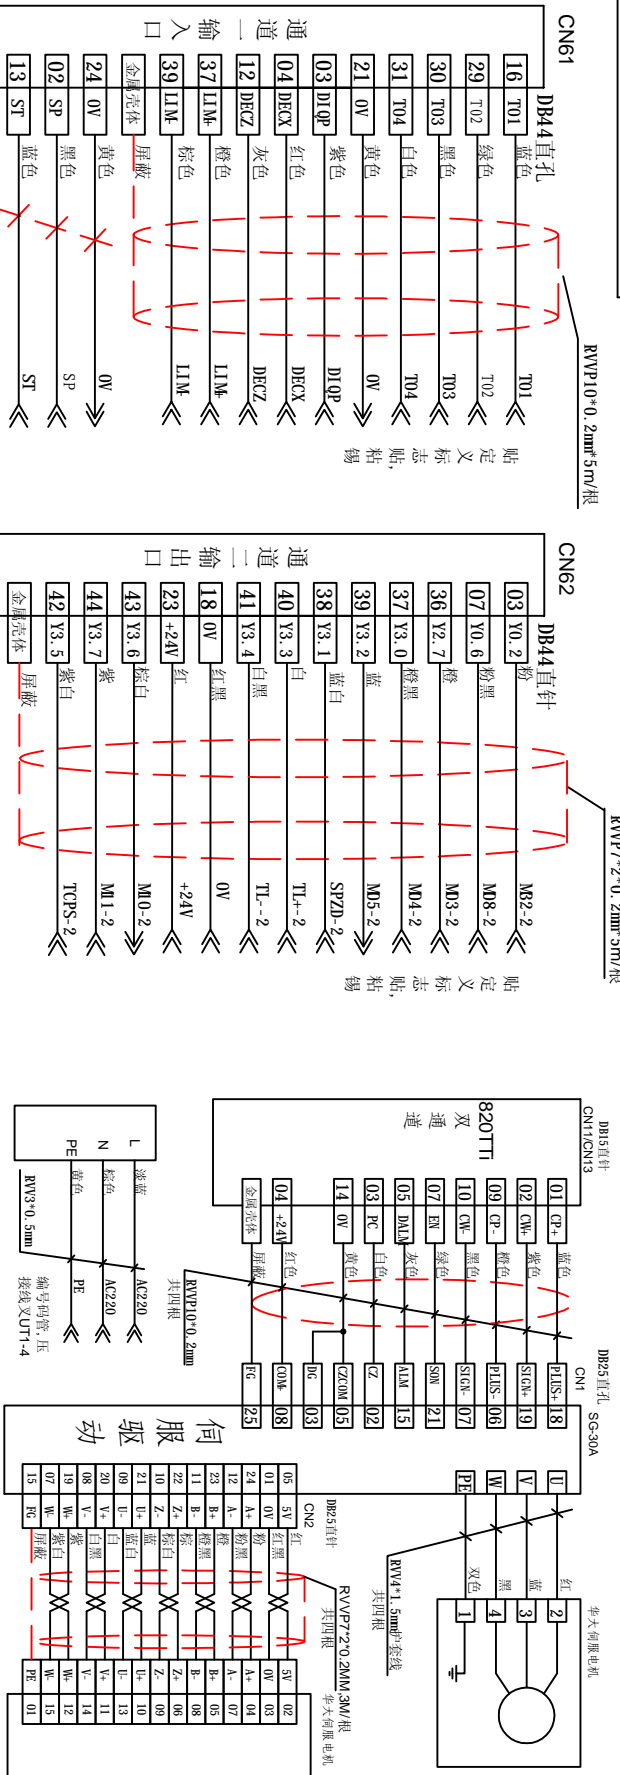 CN61
通道一输入口
DB44直孔
16 TO1 蓝色 TO1
29 TO2 绿色 TO2
30 TO3 黑色 TO3
31 TO4 白色 TO4
21 0V 黄色 0V
03 DIQP 紫色 DIQP
04 DECX 红色 DECX
12 DECZ 灰色 DECZ
37 LIM+ 橙色 LIM+
39 LIM- 棕色 LIM-
金属壳体 屏蔽
24 0V 黄色 0V
02 SP 黑色 SP
13 ST 蓝色 ST
RVVP10*0.2mm*5m/根
贴定义标志贴,粘锡
CN62
通道二输出口
DB44直针
03 Y0.2 粉 M32-2
07 Y0.6 粉黑 M08-2
36 Y2.7 橙 M03-2
37 Y3.0 橙黑 M04-2
39 Y3.2 蓝 M05-2
38 Y3.1 蓝白 SPZD-2
40 Y3.3 白 TL+-2
41 Y3.4 白黑 TL--2
18 0V 红黑 0V
23 +24V 红 +24V
43 Y3.6 棕白 M10-2
44 Y3.7 紫 M11-2
42 Y3.5 紫白 TCPS-2
金属壳体 屏蔽
RVVP7*2*0.2mm*5m/根
贴定义标志贴,粘锡
DB15直针
CN11/CN13
820TTi
双通道
01 CP+ 蓝色 PLUS+ 18
02 CW+ 紫色 SIGN+ 19
09 CP- 橙色 PLUS- 06
10 CW- 黑色 SIGN- 07
07 EN 绿色 SON 21
05 DALM 灰色 ALM 15
03 PC 白色 CZ 02
14 0V 黄色 CZCOM 05
DG 03
04 +24V 红色 COM+ 08
金属壳体 屏蔽 FG 25
RVVP10*0.2mm
共四根
DB25直孔
CN1
SG-30A
伺服驱动
L 淡蓝 AC220
N 棕色 AC220
PE 黄色 PE
RVV3*0.5mm
编号码管,压
接线叉UT1-4
U 红 2
V 蓝 3
W 黑 4
PE 双色 1
RVV4*1.5mm护套线
共四根
华大伺服电机
DB25直针
CN2
05 5V 红 5V 02
01 0V 红黑 0V 03
24 A+ 粉 A+ 04
12 A- 粉黑 A- 07
23 B+ 橙 B+ 05
11 B- 橙黑 B- 08
22 Z+ 棕 Z+ 06
10 Z- 棕白 Z- 09
21 U+ 蓝 U+ 10
09 U- 蓝白 U- 13
20 V+ 白 V+ 11
08 V- 白黑 V- 14
19 W+ 紫 W+ 12
07 W- 紫白 W- 15
15 FG 屏蔽 PE 01
RVVP7*2*0.2MM,3M/根
共四根
华大伺服电机